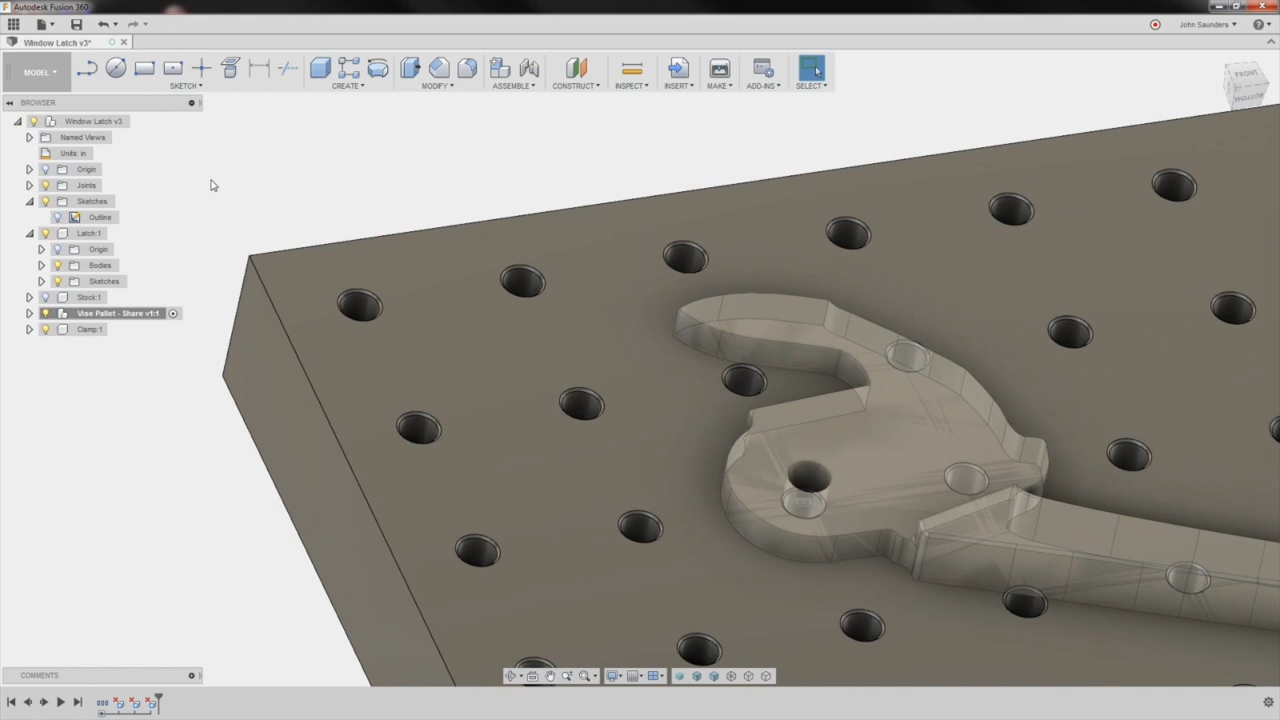 Autodesk Fusion 360
John Saunders
Window Latch v3*
MODEL
SKETCH
CREATE
MODIFY
ASSEMBLE
CONSTRUCT
INSPECT
INSERT
MAKE
ADD-INS
SELECT
FRONT
BOTTOM
BROWSER
Window Latch v3
Named Views
Units: in
Origin
Joints
Sketches
Outline
Latch:1
Origin
Bodies
Sketches
Stock:1
Vise Pallet - Share v1:1
Clamp:1
COMMENTS